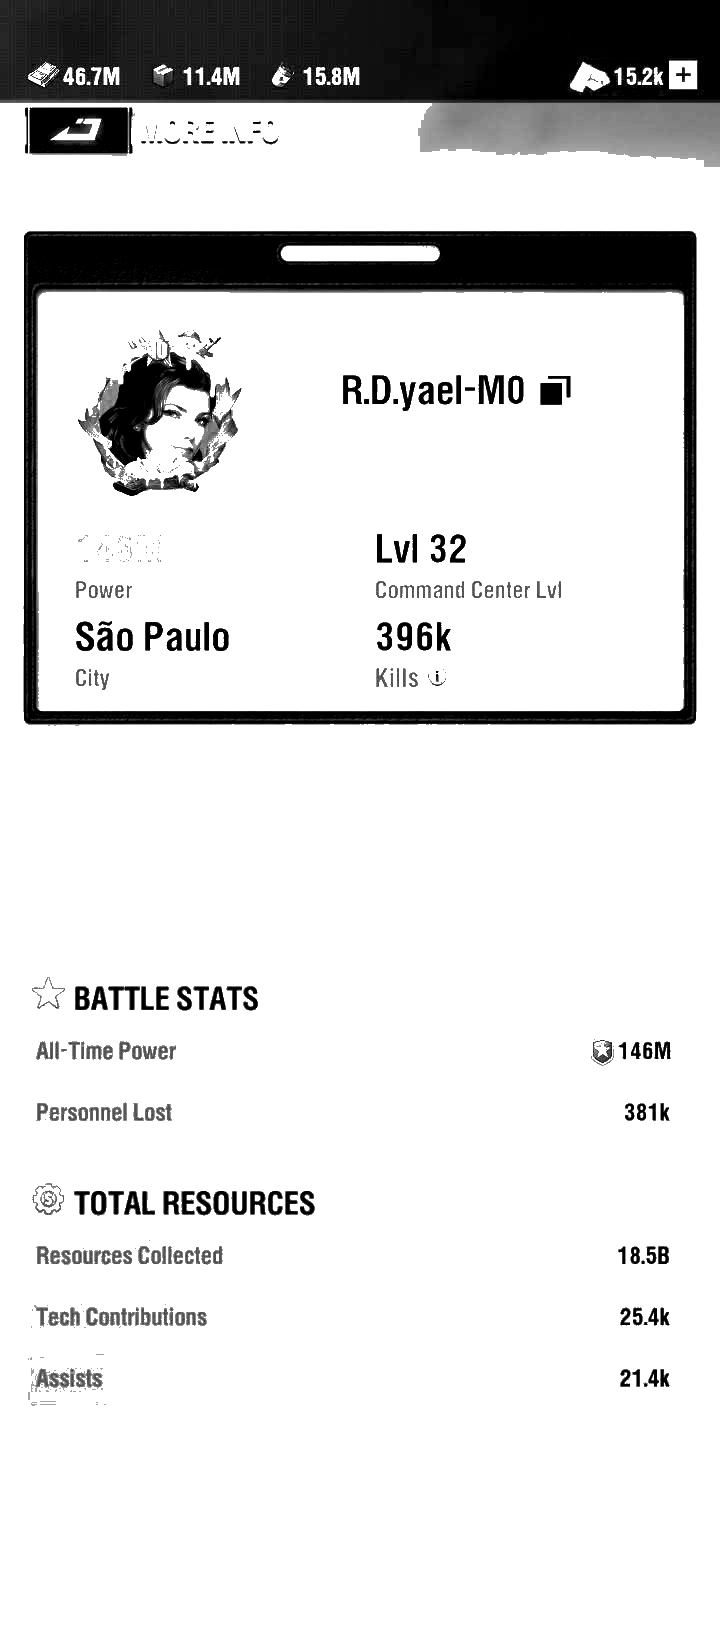 46.7M 11.4M 15.8M 15.2k +
MORE INFO
R.D.yael-M0
146M Lvl 32
Power Command Center Lvl
São Paulo 396k
City Kills
BATTLE STATS
All-Time Power 146M
Personnel Lost 381k
TOTAL RESOURCES
Resources Collected 18.5B
Tech Contributions 25.4k
Assists 21.4k